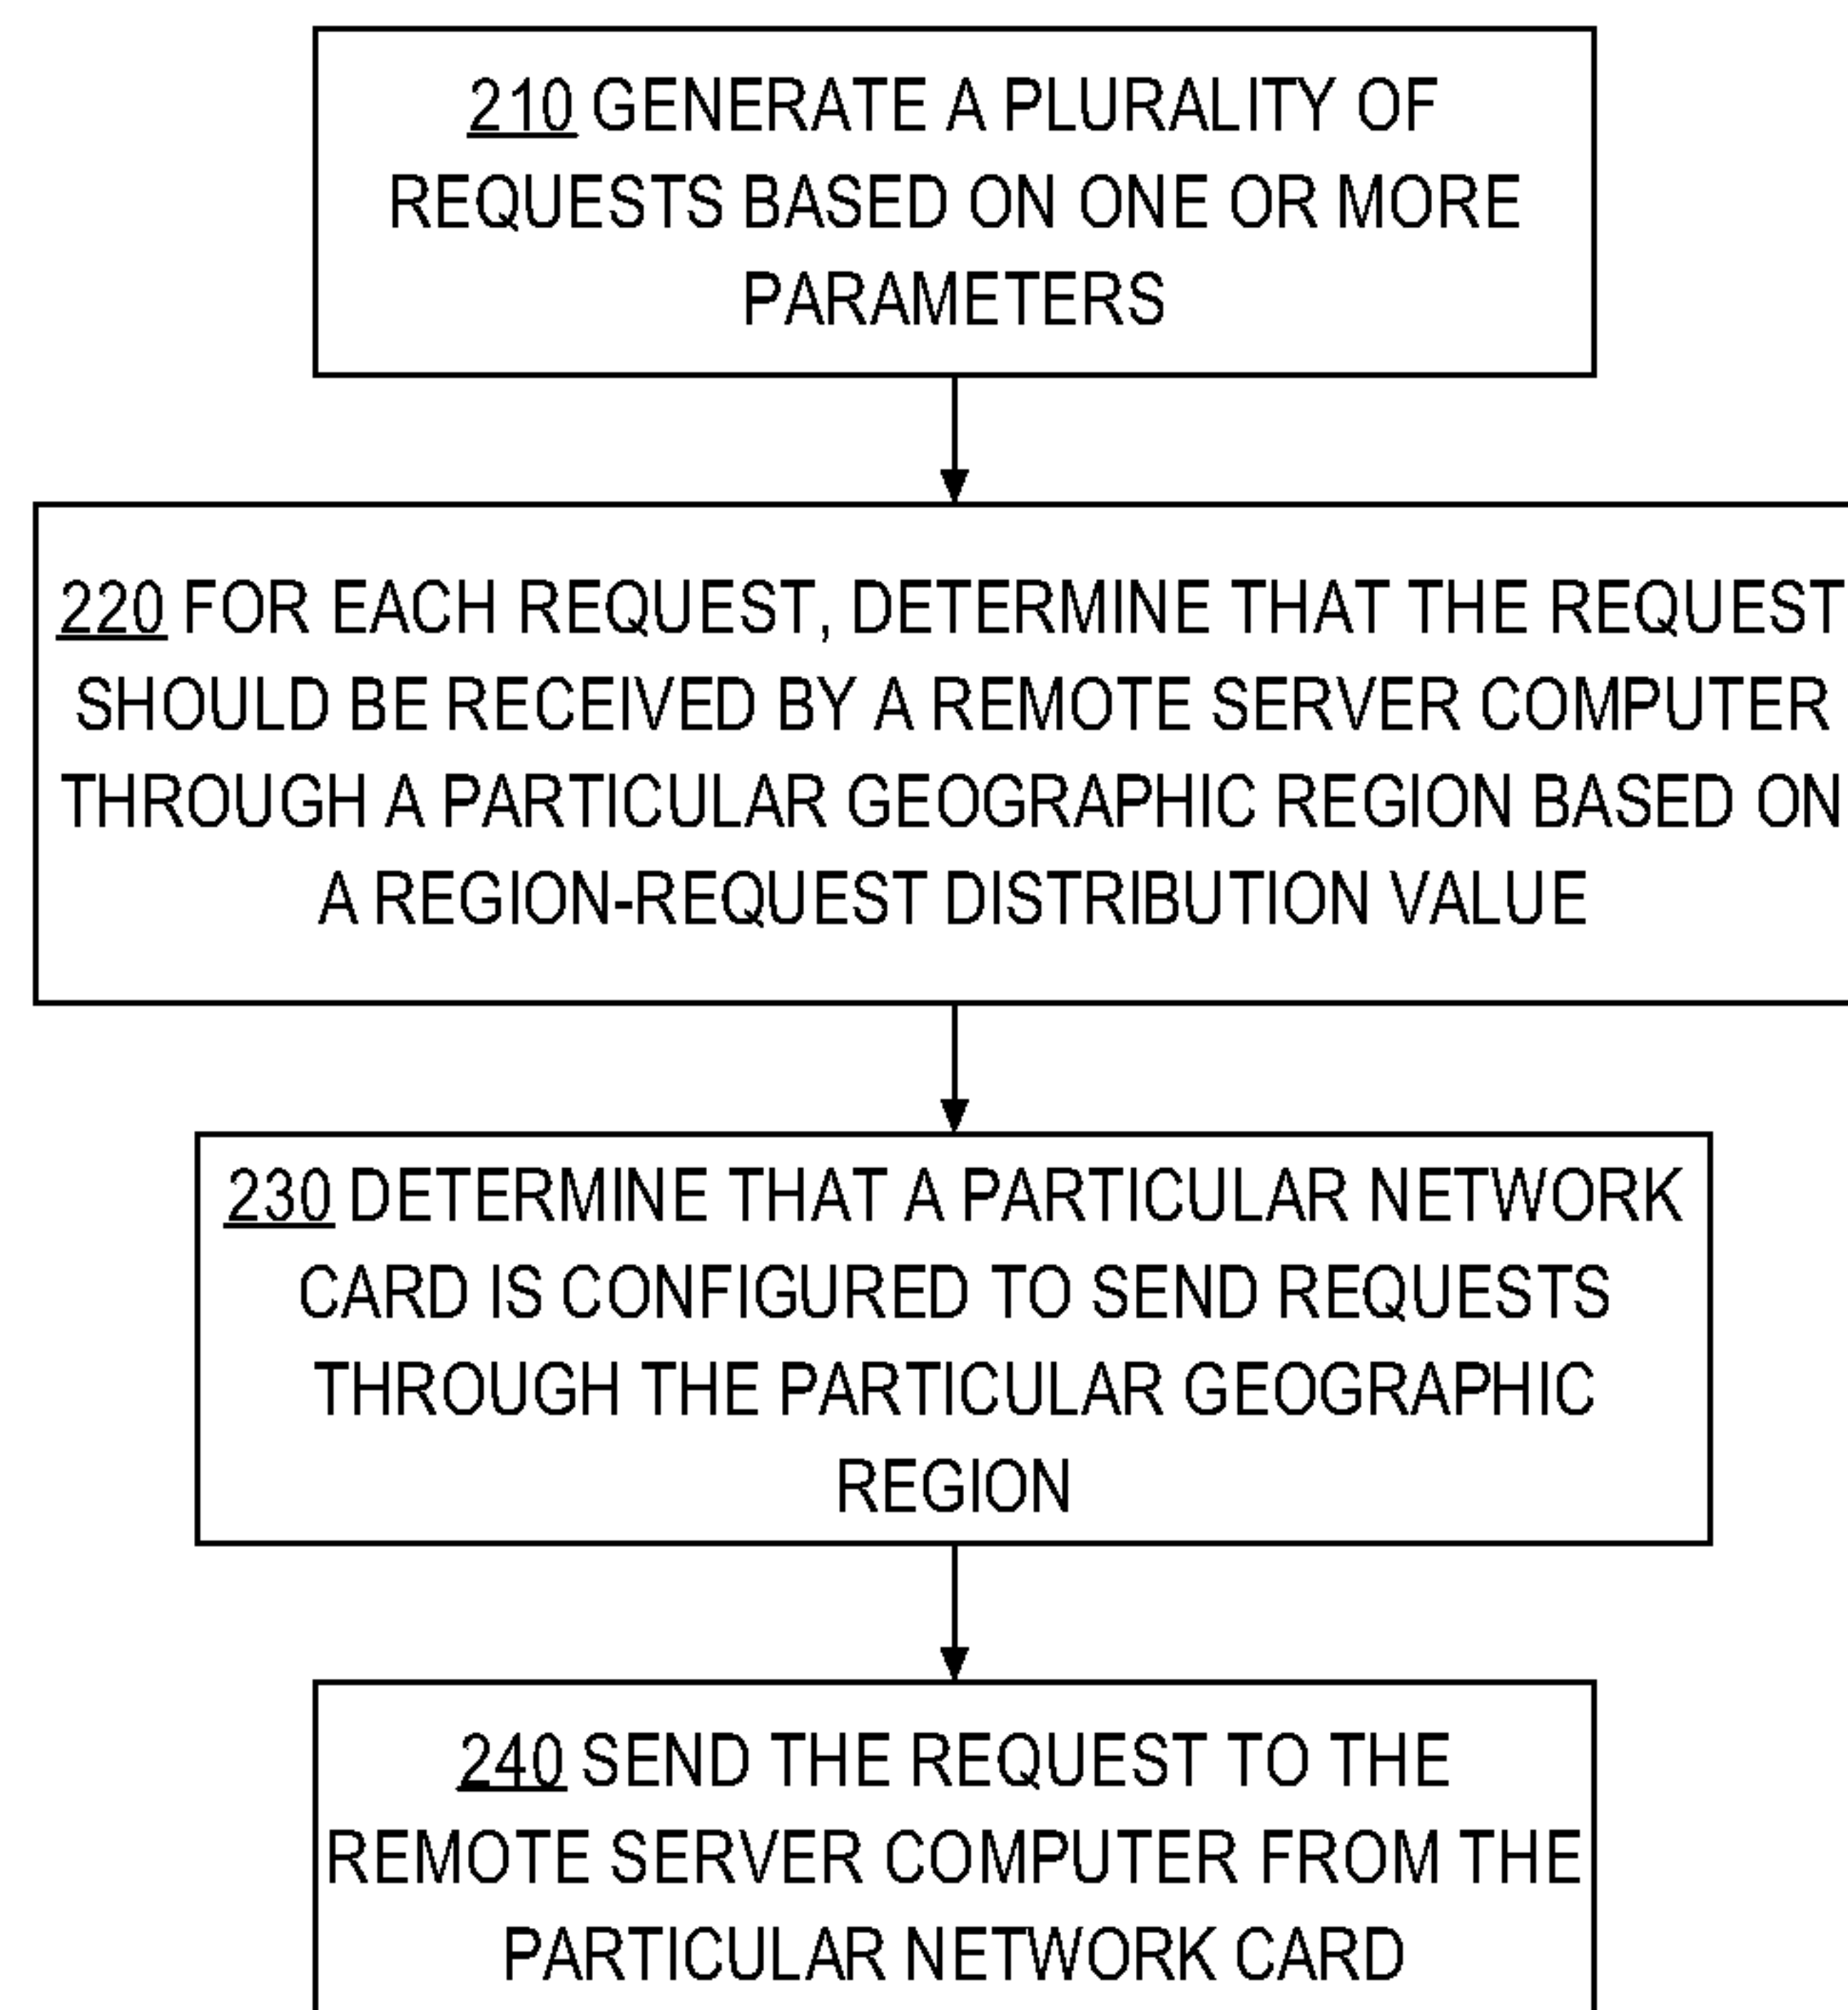 210 GENERATE A PLURALITY OF
REQUESTS BASED ON ONE OR MORE
PARAMETERS
220 FOR EACH REQUEST, DETERMINE THAT THE REQUEST
SHOULD BE RECEIVED BY A REMOTE SERVER COMPUTER
THROUGH A PARTICULAR GEOGRAPHIC REGION BASED ON
A REGION-REQUEST DISTRIBUTION VALUE
230 DETERMINE THAT A PARTICULAR NETWORK
CARD IS CONFIGURED TO SEND REQUESTS
THROUGH THE PARTICULAR GEOGRAPHIC
REGION
240 SEND THE REQUEST TO THE
REMOTE SERVER COMPUTER FROM THE
PARTICULAR NETWORK CARD